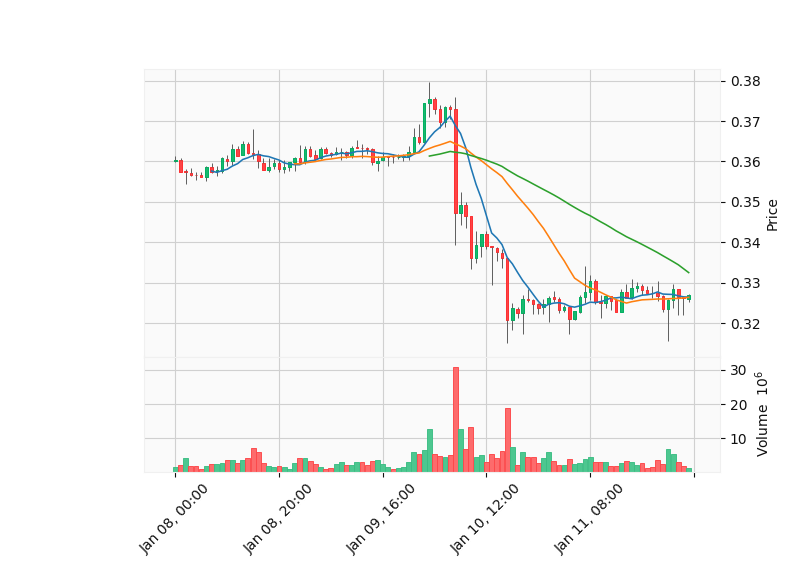 0.38
0.37
0.36
0.35
0.34
0.33
0.32
Price
30
20
10
Volume 10⁶
Jan 08, 00:00
Jan 08, 20:00
Jan 09, 16:00
Jan 10, 12:00
Jan 11, 08:00